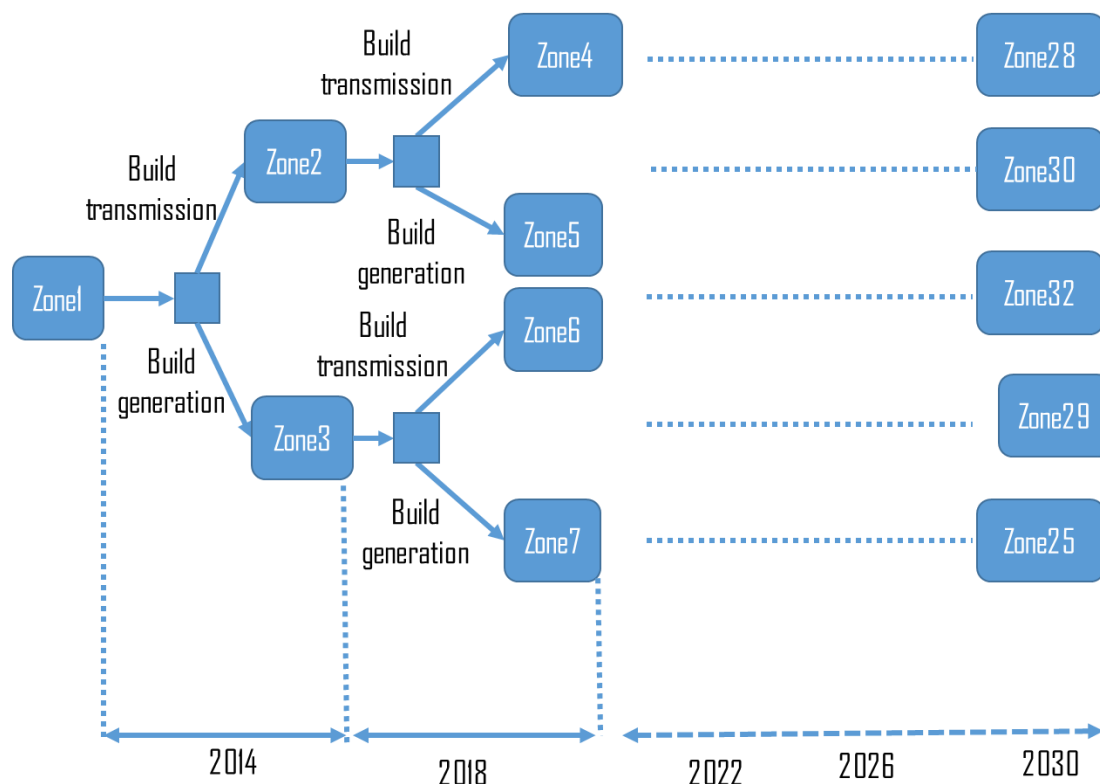 Build
transmission
Zone4
Zone28
Build
transmission
Zone2
Zone30
Build
generation
Zone5
Zone1
Zone32
Build
transmission
Zone6
Build
generation
Zone3
Zone29
Build
generation
Zone7
Zone25
2014
2018
2022
2026
2030